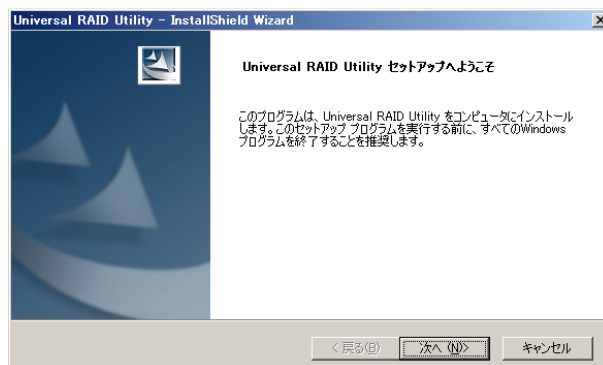 Universal RAID Utility - InstallShield Wizard
Universal RAID Utility セットアップへようこそ
このプログラムは、Universal RAID Utility をコンピュータにインストール
します。このセットアップ プログラムを実行する前に、すべてのWindows
プログラムを終了することを推奨します。
< 戻る(B)
次へ (N)>
キャンセル